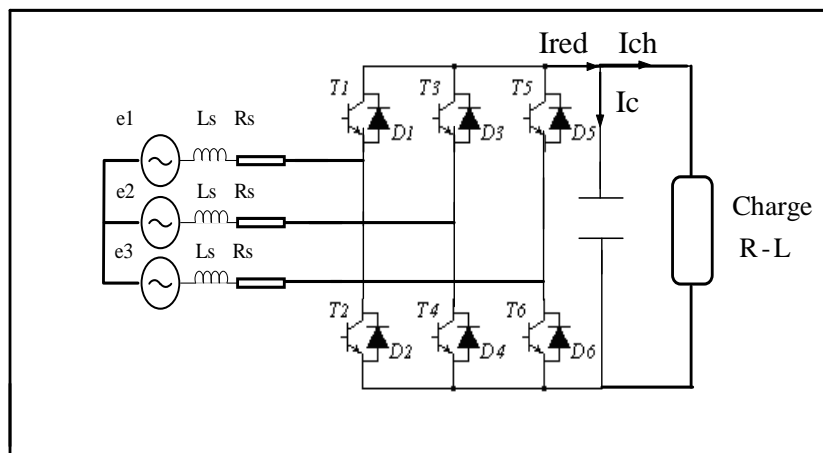 Ired Ich
T1 T3 T5
Ic
e1 Ls Rs
D1 D3 D5
e2 Ls Rs
Charge
R-L
e3 Ls Rs
T2 T4 T6
D2 D4 D6